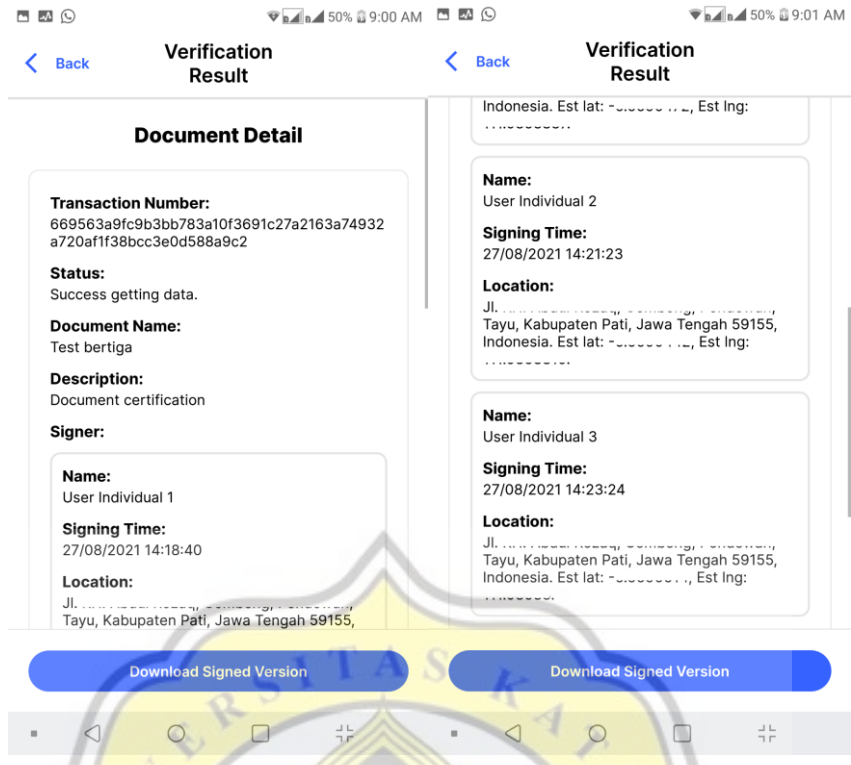 50% 9:00 AM
Back
Verification
Result
Document Detail
Transaction Number:
669563a9fc9b3bb783a10f3691c27a2163a74932
a720af1f38bcc3e0d588a9c2
Status:
Success getting data.
Document Name:
Test bertiga
Description:
Document certification
Signer:
Name:
User Individual 1
Signing Time:
27/08/2021 14:18:40
Location:
Jl.
Tayu, Kabupaten Pati, Jawa Tengah 59155,
Download Signed Version
50% 9:01 AM
Back
Verification
Result
Indonesia. Est lat: Est lng:
Name:
User Individual 2
Signing Time:
27/08/2021 14:21:23
Location:
Jl.
Tayu, Kabupaten Pati, Jawa Tengah 59155,
Indonesia. Est lat: Est lng:
Name:
User Individual 3
Signing Time:
27/08/2021 14:23:24
Location:
Jl.
Tayu, Kabupaten Pati, Jawa Tengah 59155,
Indonesia. Est lat: Est lng:
Download Signed Version